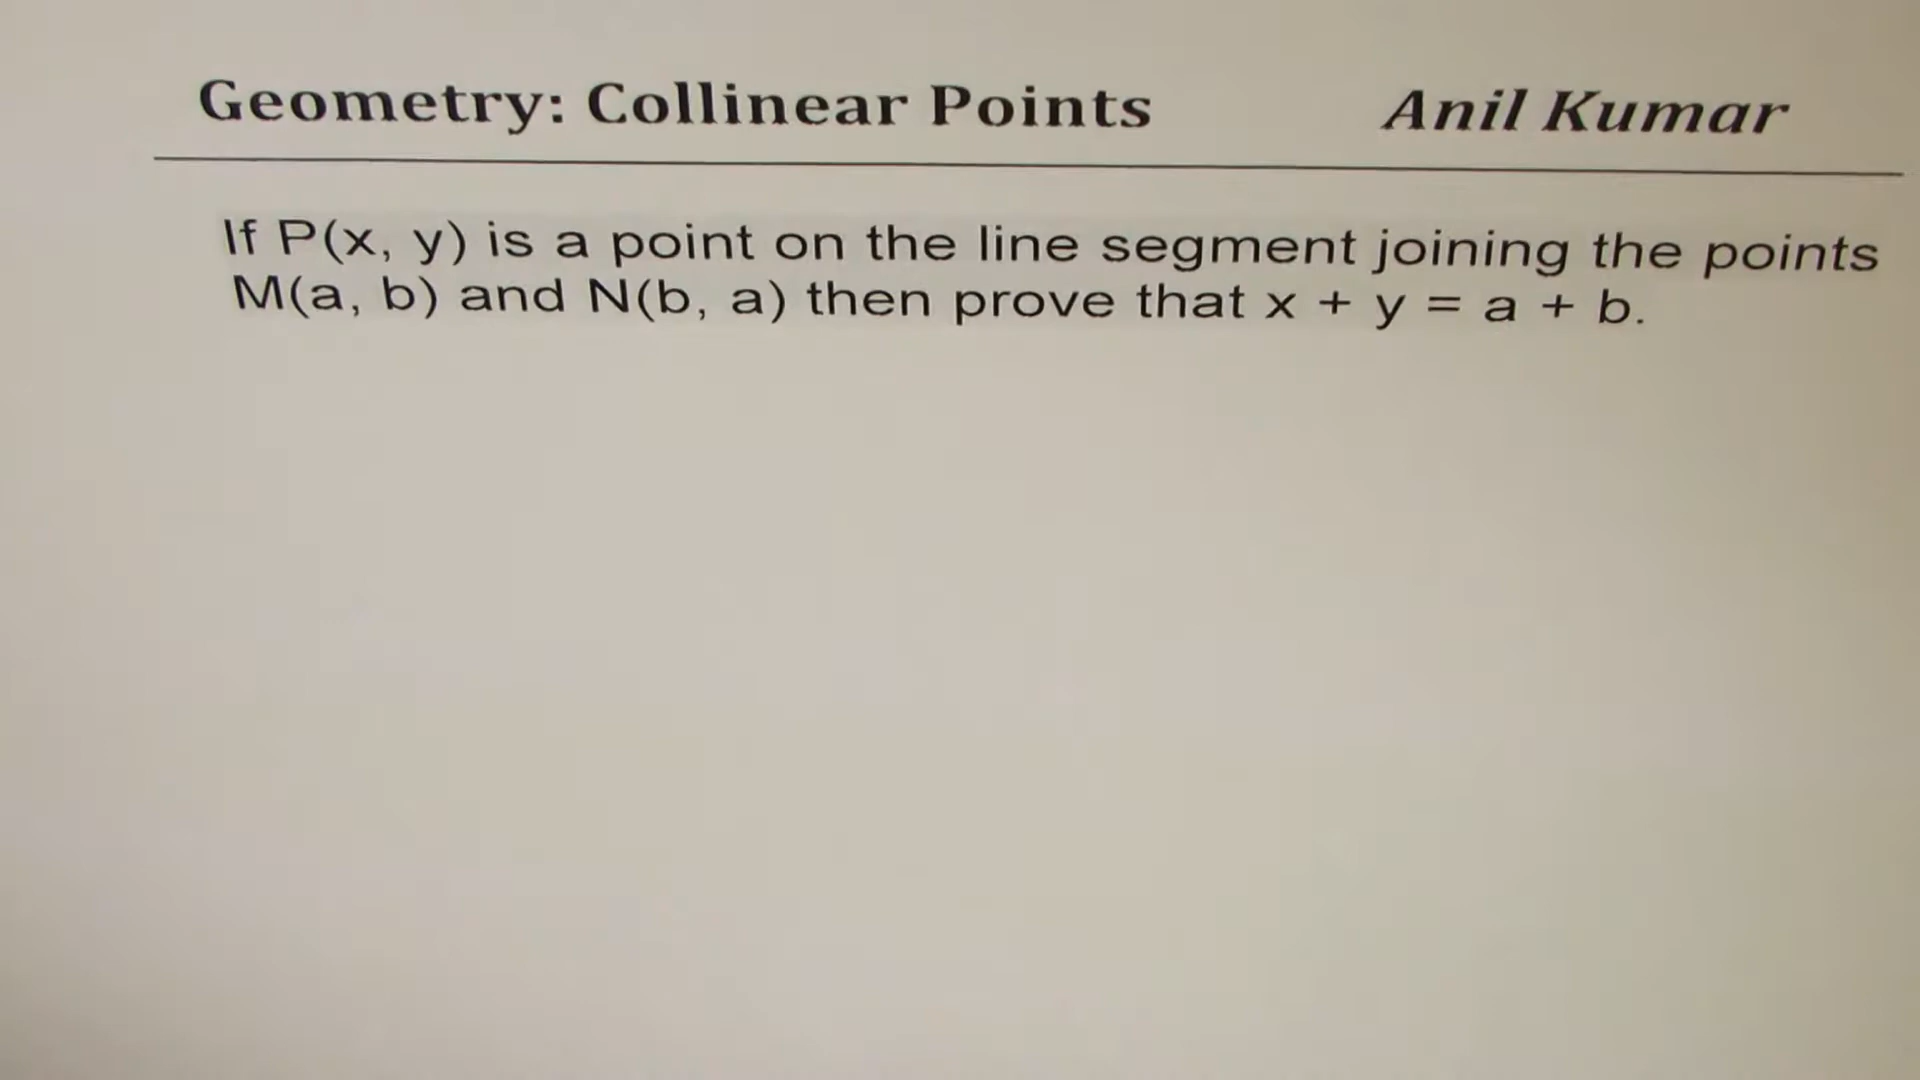 Geometry: Collinear Points Anil Kumar
If P(x, y) is a point on the line segment joining the points
M(a, b) and N(b, a) then prove that x + y = a + b.